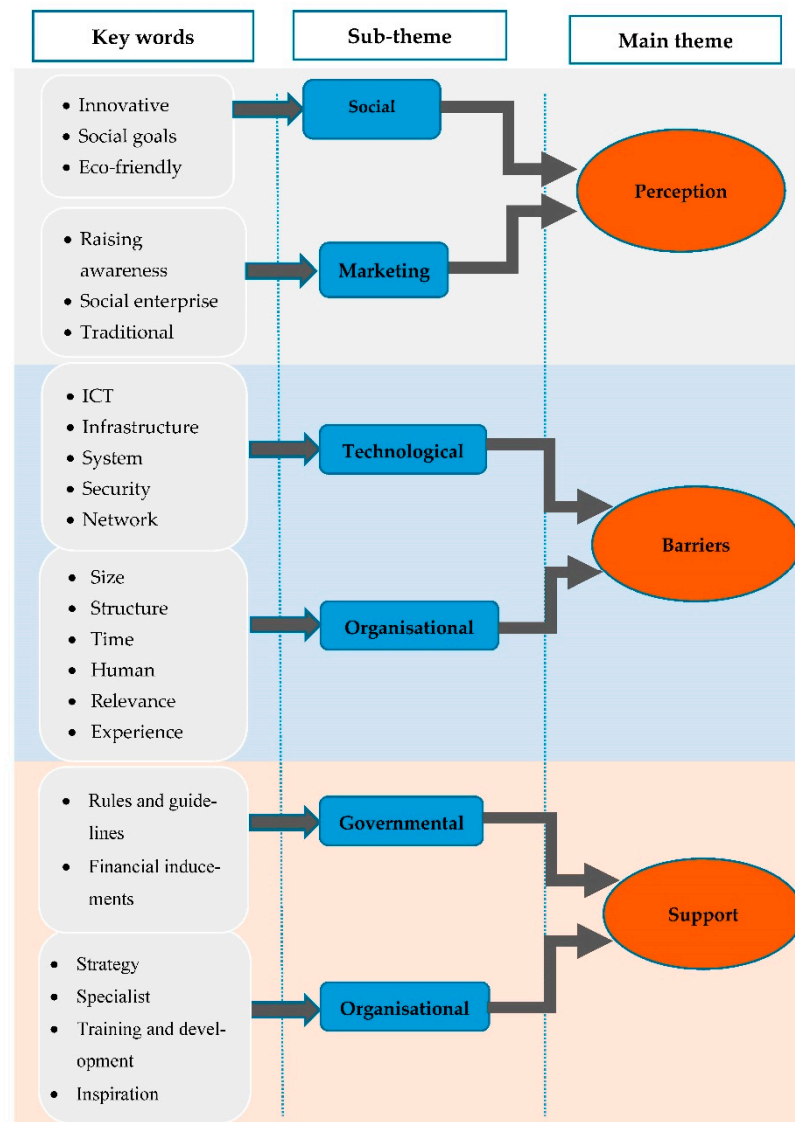 Key words
Sub-theme
Main theme
• Innovative
• Social goals
• Eco-friendly
Social
Perception
• Raising
awareness
• Social enterprise
• Traditional
Marketing
• ICT
• Infrastructure
• System
• Security
• Network
Technological
Barriers
• Size
• Structure
• Time
• Human
• Relevance
• Experience
Organisational
• Rules and guide-
lines
• Financial induce-
ments
Governmental
Support
• Strategy
• Specialist
• Training and devel-
opment
• Inspiration
Organisational